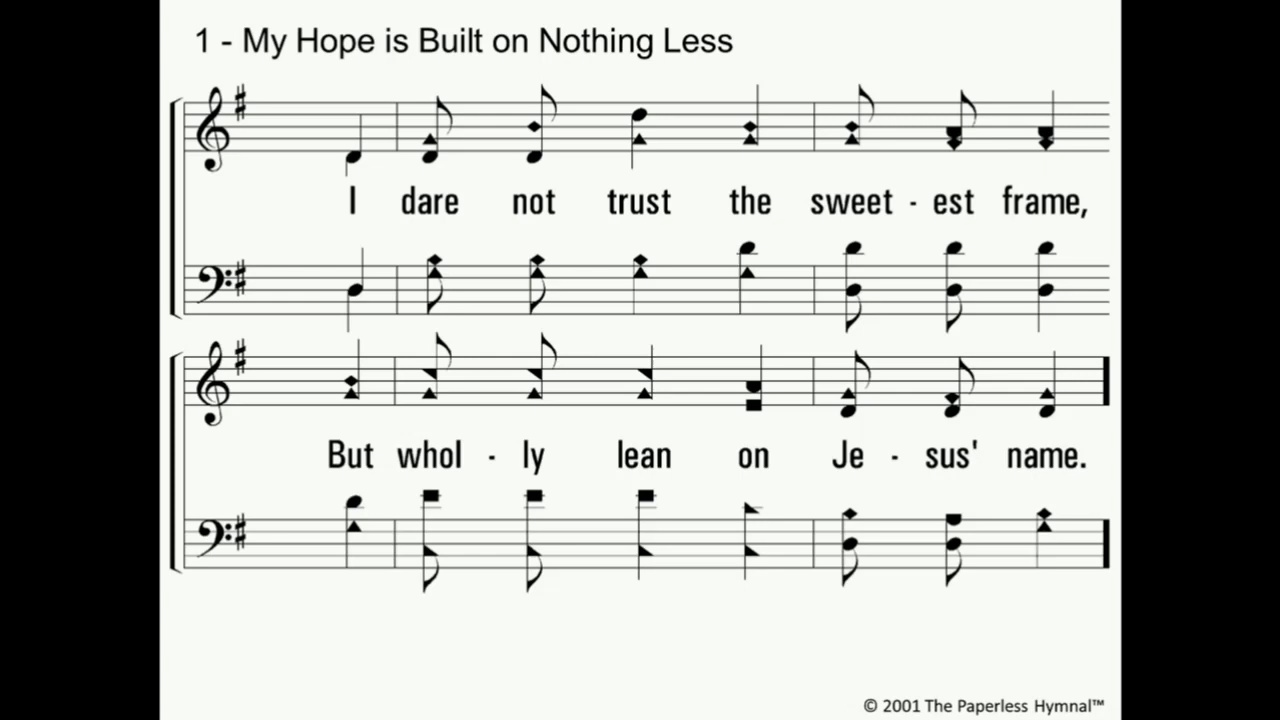 1 - My Hope is Built on Nothing Less
I dare not trust the sweet - est frame,
But whol - ly lean on Je - sus' name.
© 2001 The Paperless Hymnal™